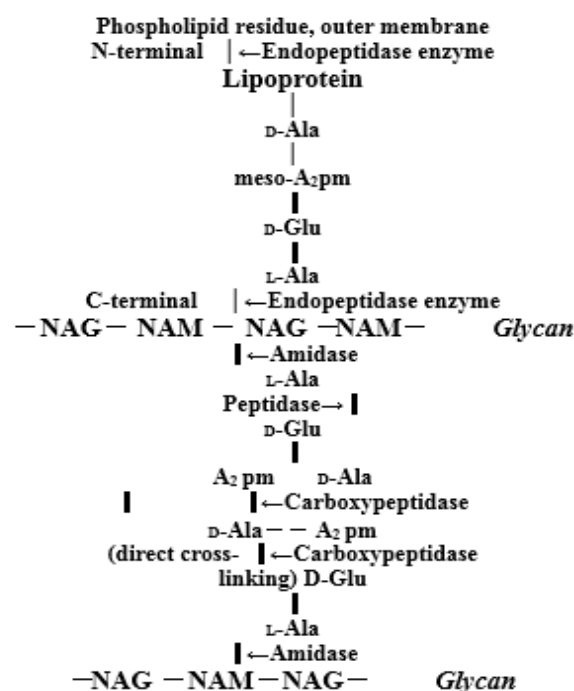 Phospholipid residue, outer membrane
N-terminal |←Endopeptidase enzyme
Lipoprotein
D-Ala
meso-A₂pm
D-Glu
L-Ala
C-terminal |←Endopeptidase enzyme
—NAG— NAM — NAG —NAM— Glycan
←Amidase
L-Ala
Peptidase→
D-Glu
A₂ pm D-Ala
←Carboxypeptidase
D-Ala— — A₂ pm
(direct cross- ←Carboxypeptidase
linking) D-Glu
L-Ala
←Amidase
—NAG —NAM—NAG— Glycan